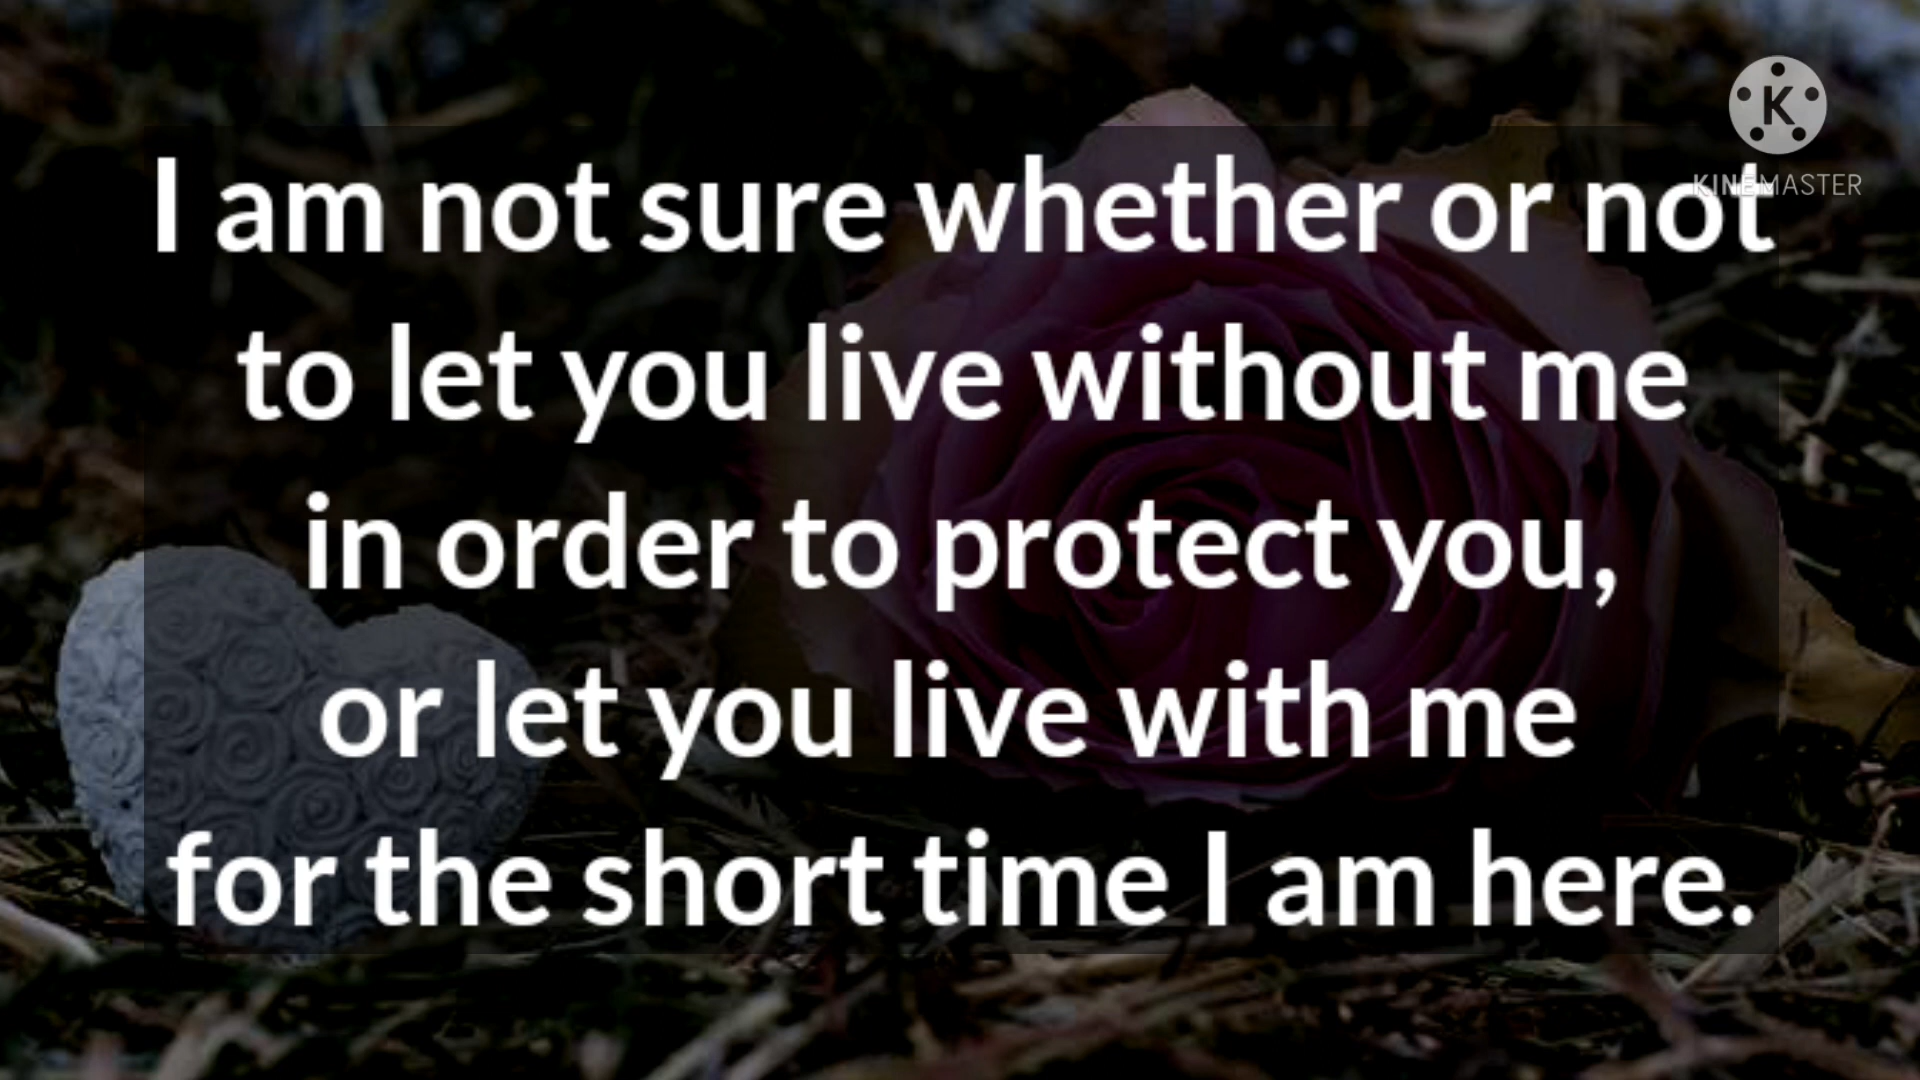 K
KINEMASTER
I am not sure whether or not
to let you live without me
in order to protect you,
or let you live with me
for the short time I am here.